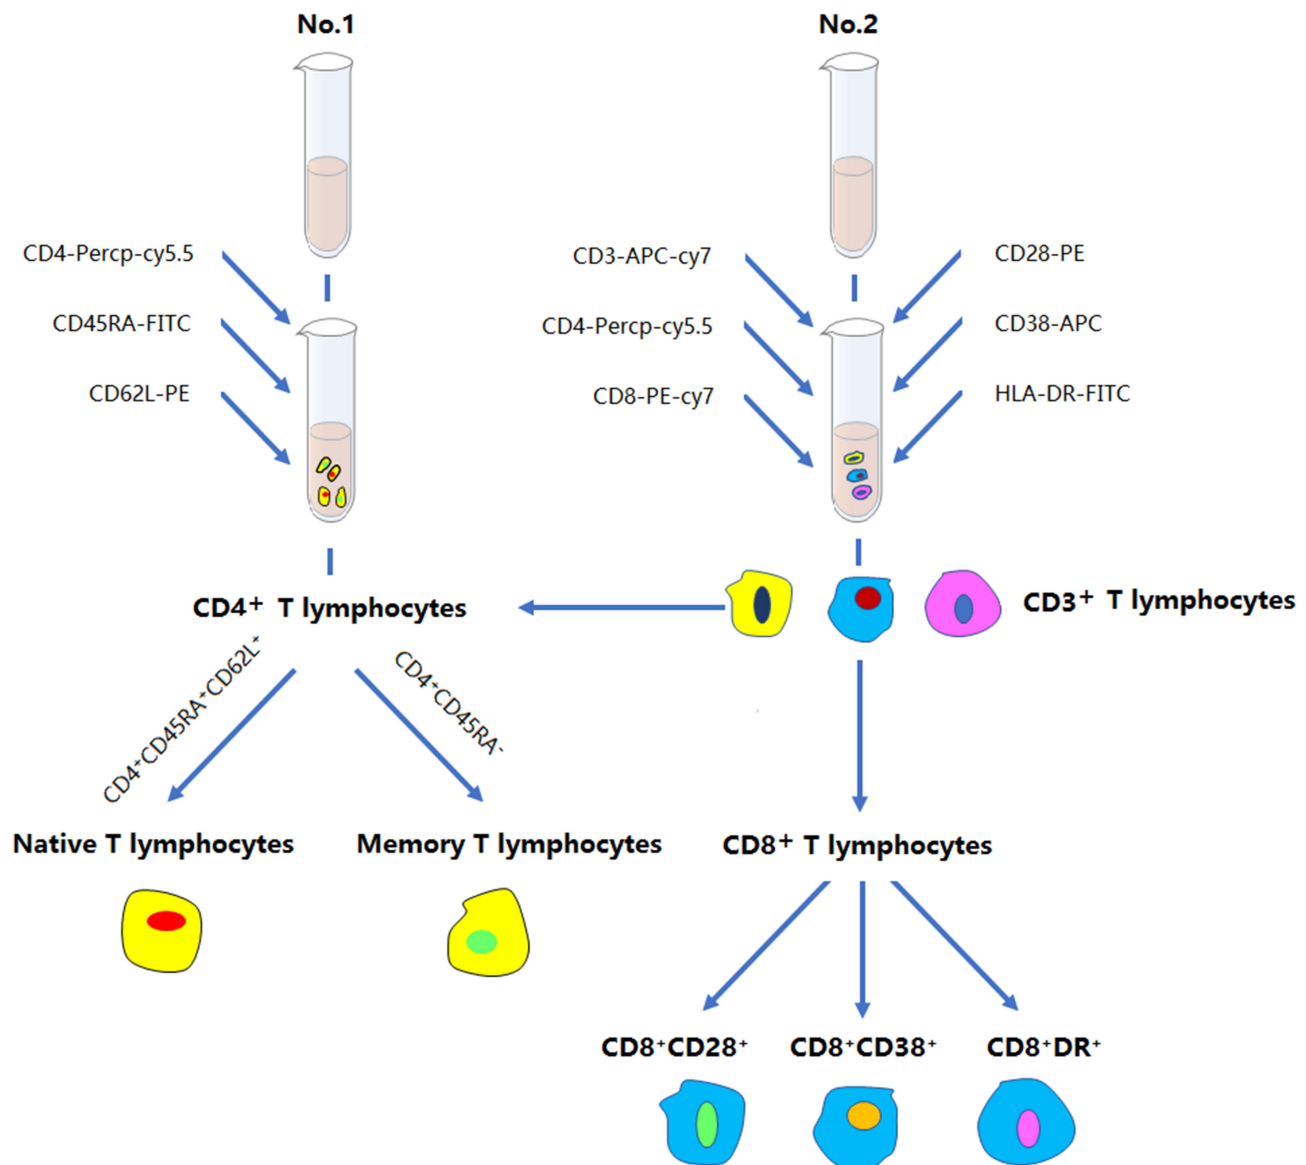 No.1
No.2
CD4-Percp-cy5.5
CD45RA-FITC
CD62L-PE
CD3-APC-cy7
CD4-Percp-cy5.5
CD8-PE-cy7
CD28-PE
CD38-APC
HLA-DR-FITC
CD4⁺ T lymphocytes
CD3⁺ T lymphocytes
CD4⁺CD45RA⁺CD62L⁺
CD4⁺CD45RA⁻
Native T lymphocytes
Memory T lymphocytes
CD8⁺ T lymphocytes
CD8⁺CD28⁺
CD8⁺CD38⁺
CD8⁺DR⁺